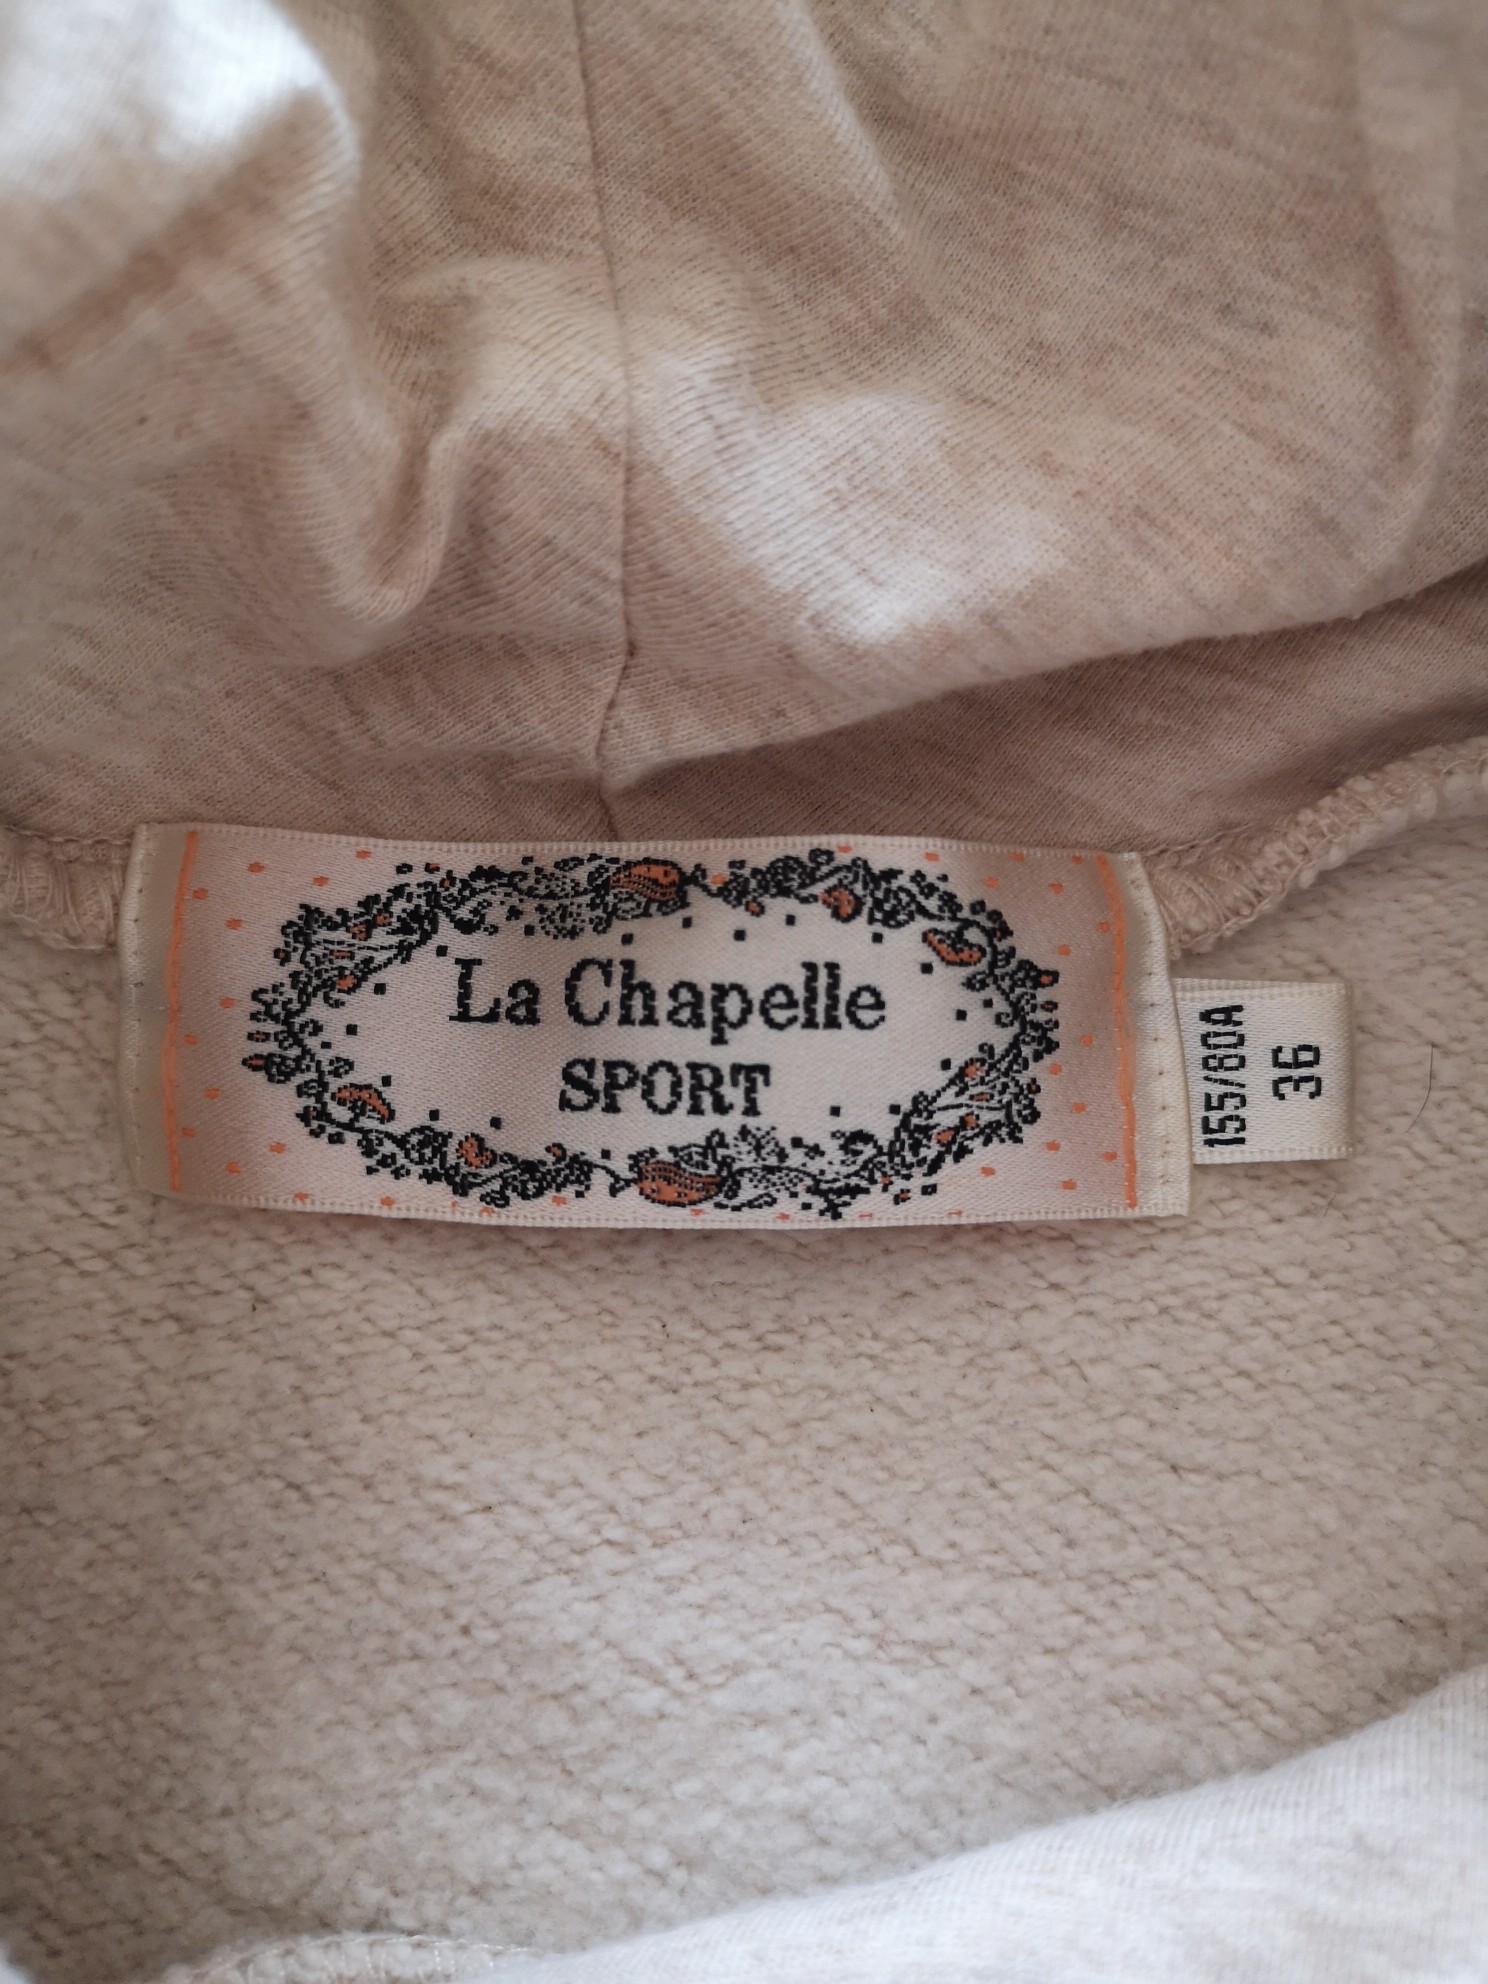 La Chapelle
SPORT
155/80A
36